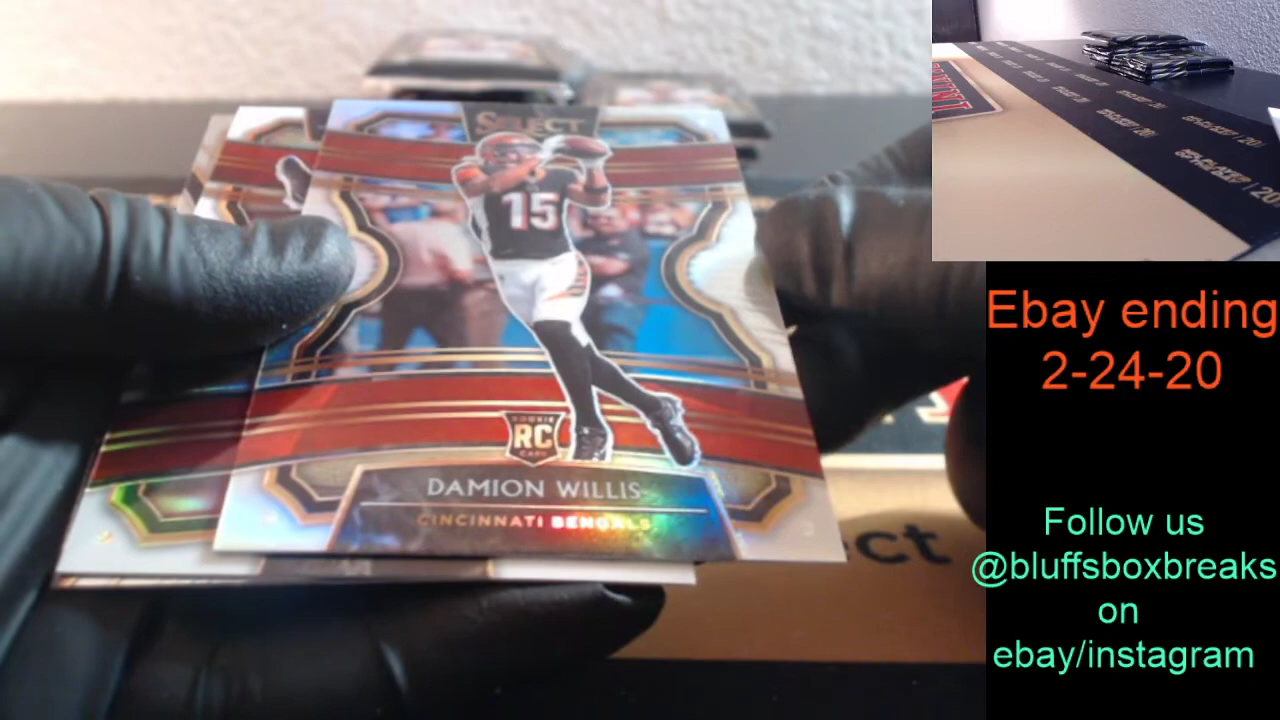 SELECT
15
ROOKIE
RC
CARD
DAMION WILLIS
CINCINNATI BENGALS
ect
Ebay ending
2-24-20
Follow us
@bluffsboxbreaks
on
ebay/instagram